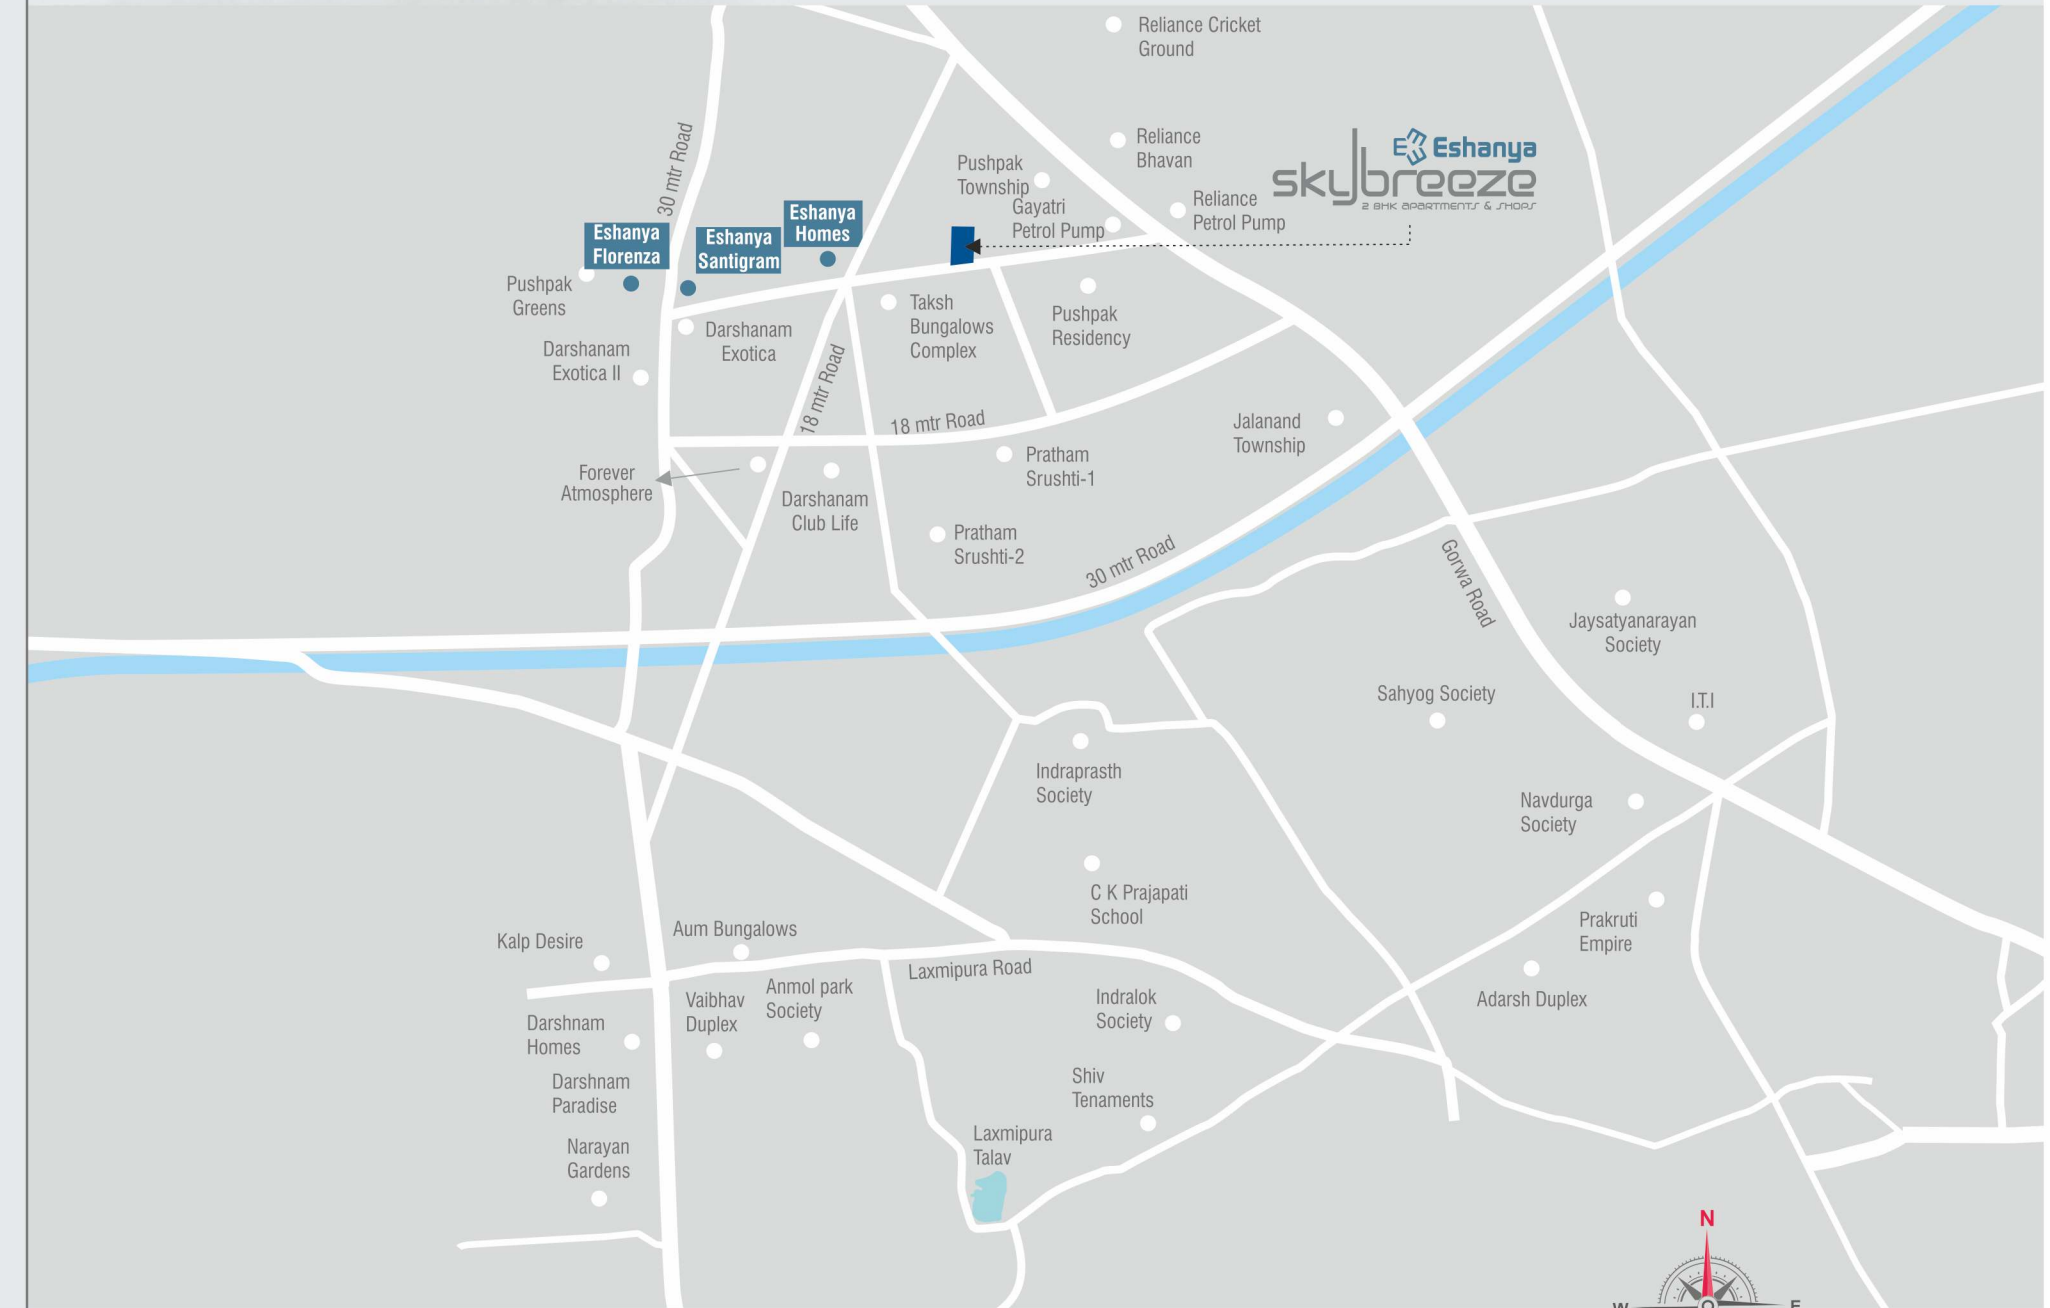 Reliance Cricket
Ground
Reliance
Bhavan
Pushpak
Township
Gayatri
Petrol Pump
Reliance
Petrol Pump
Eshanya
skybreeze
2 BHK APARTMENTS & SHOPS
30 mtr Road
Eshanya
Homes
Eshanya
Florenza
Eshanya
Santigram
Pushpak
Greens
Darshanam
Exotica
Darshanam
Exotica II
Taksh
Bungalows
Complex
Pushpak
Residency
18 mtr Road
18 mtr Road
Jalanand
Township
Forever
Atmosphere
Darshanam
Club Life
Pratham
Srushti-1
Pratham
Srushti-2
30 mtr Road
Gorwa Road
Jaysatyanarayan
Society
Sahyog Society
I.T.I
Indraprasth
Society
Navdurga
Society
C K Prajapati
School
Prakruti
Empire
Kalp Desire
Aum Bungalows
Laxmipura Road
Adarsh Duplex
Vaibhav
Duplex
Anmol park
Society
Indralok
Society
Darshnam
Homes
Darshnam
Paradise
Shiv
Tenaments
Narayan
Gardens
Laxmipura
Talav
N
W
E